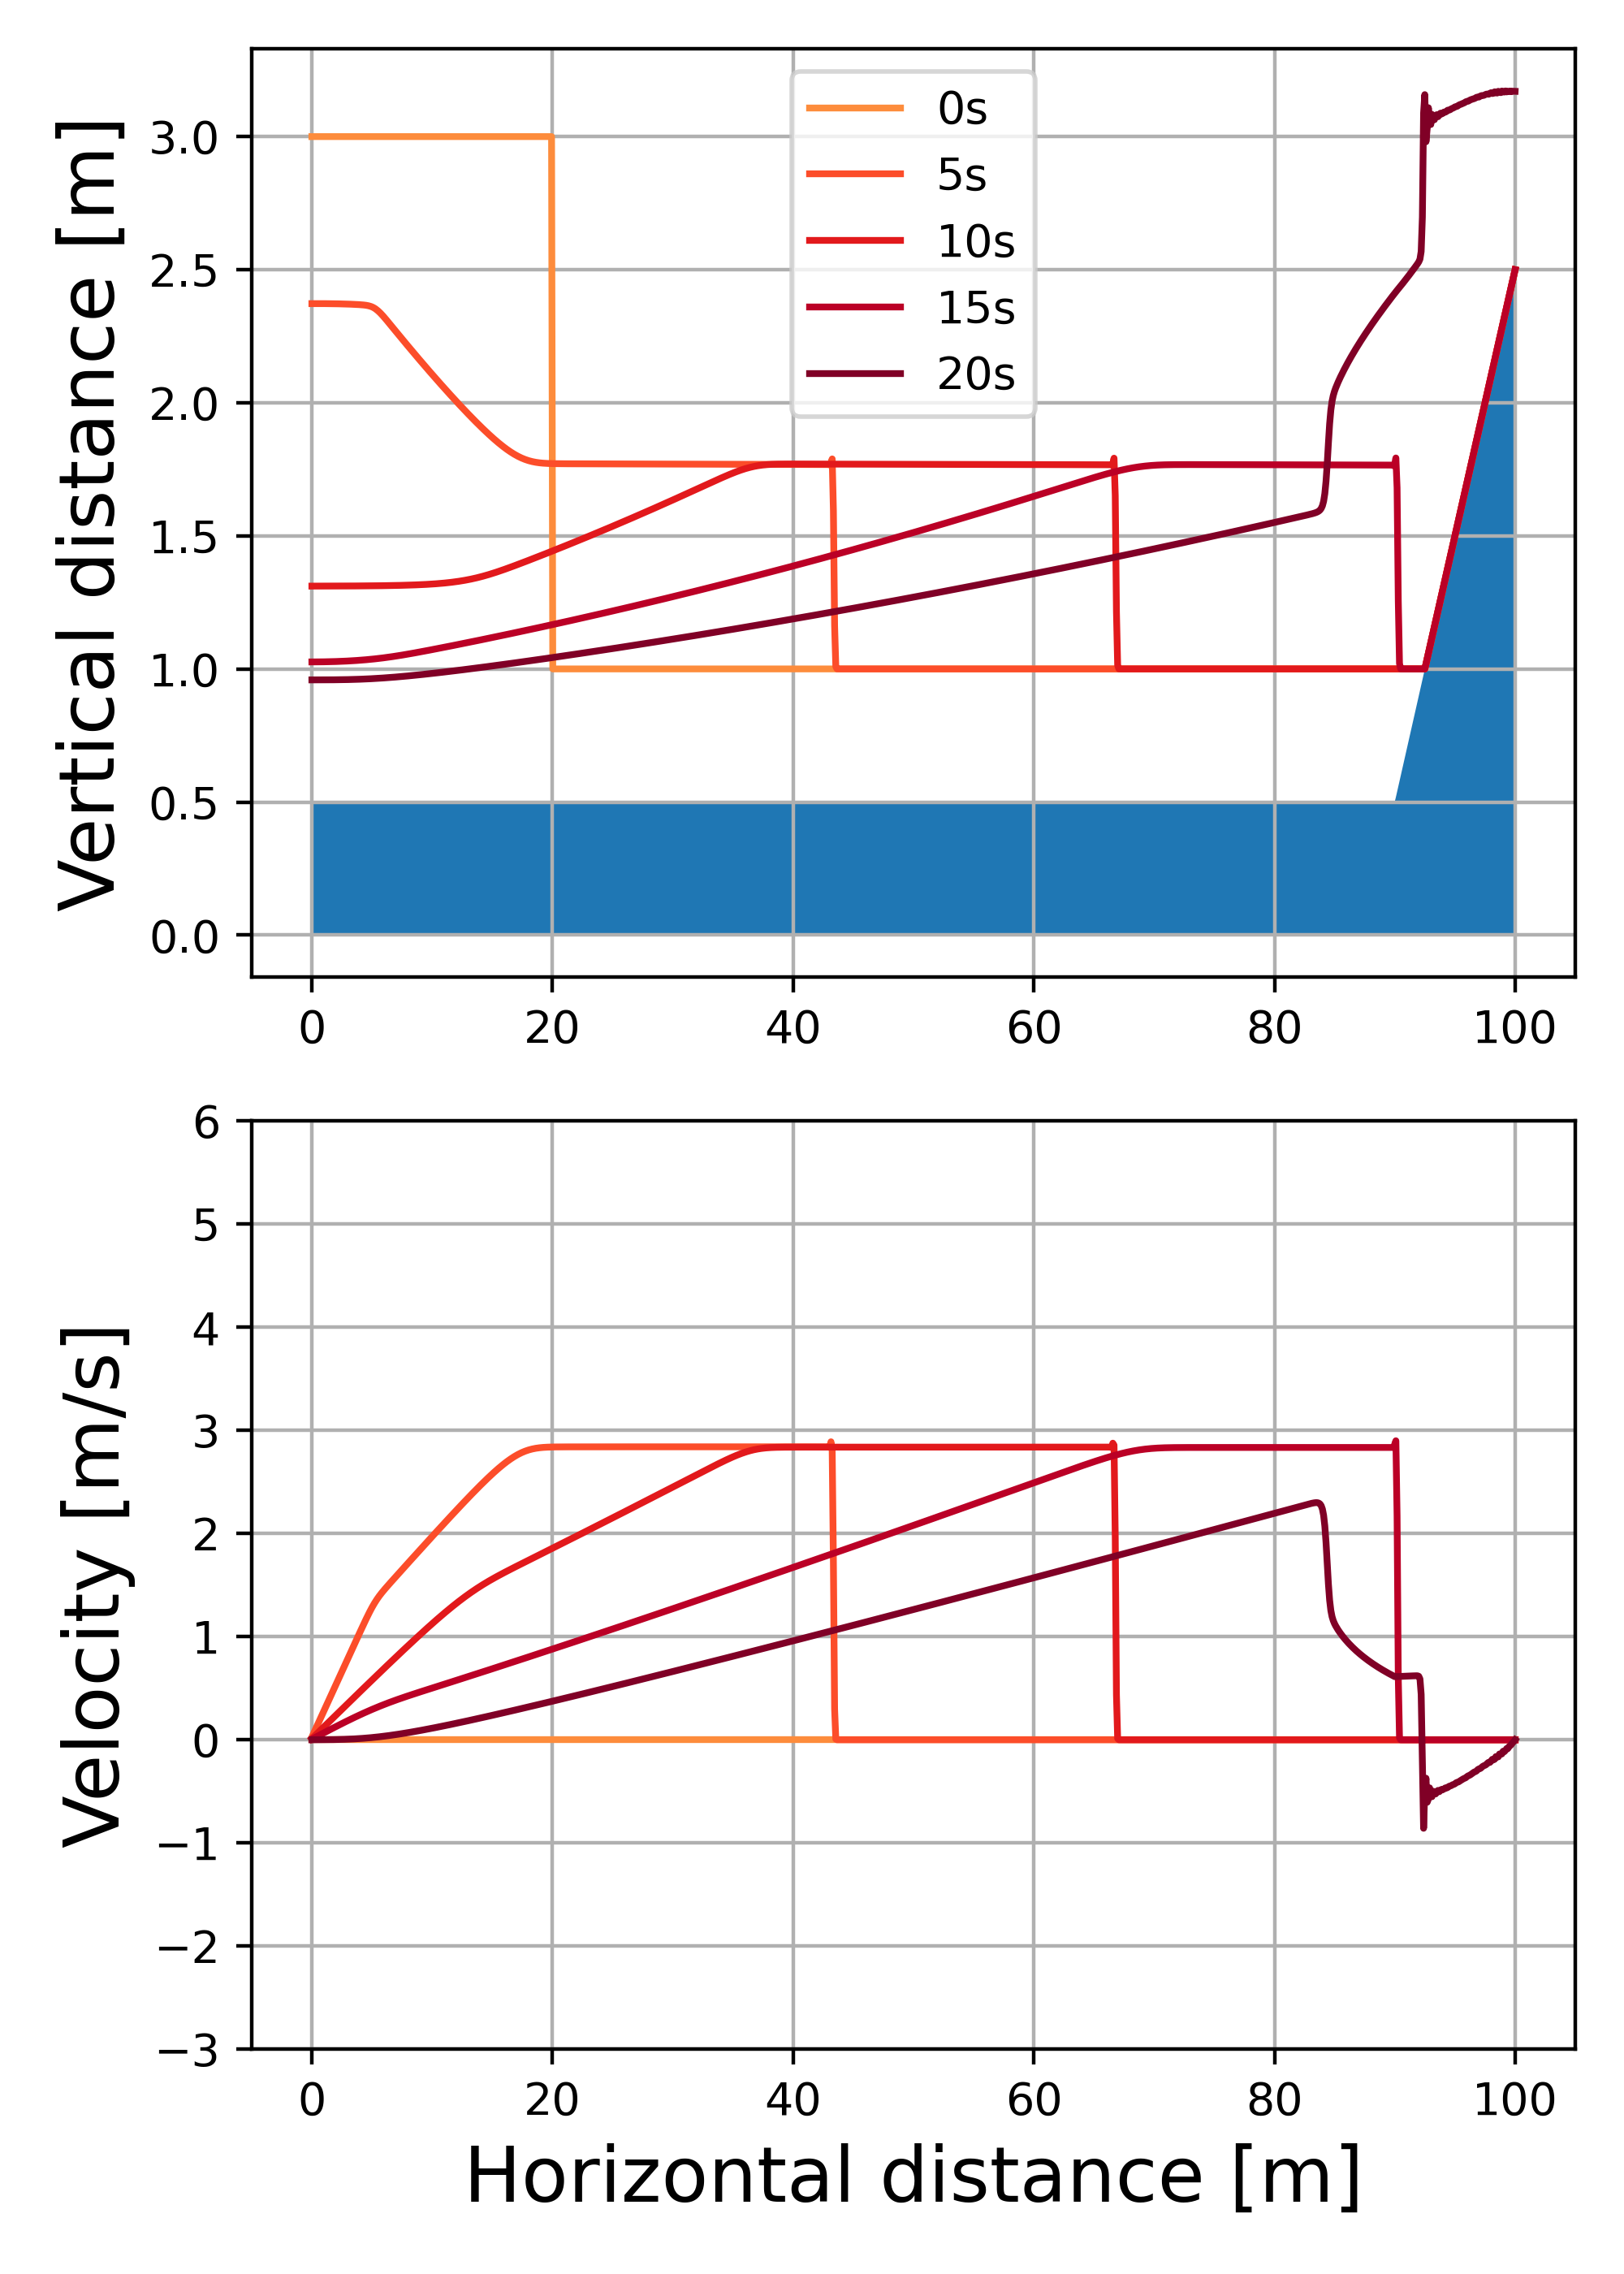 Vertical distance [m]
3.0
2.5
2.0
1.5
1.0
0.5
0.0
0s
5s
10s
15s
20s
0 20 40 60 80 100
Velocity [m/s]
6
5
4
3
2
1
0
−1
−2
−3
0 20 40 60 80 100
Horizontal distance [m]